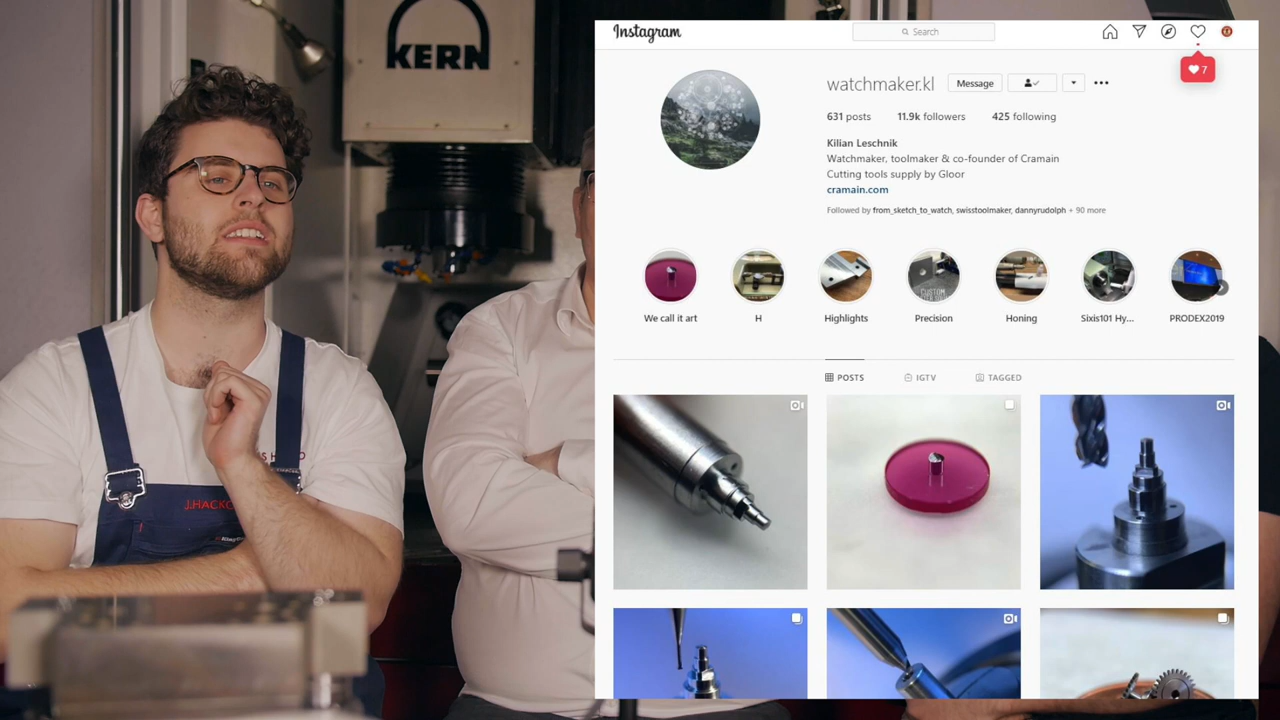 KERN
J.HACKO
Instagram
Search
7
watchmaker.kl
Message
631 posts 11.9k followers 425 following
Kilian Leschnik
Watchmaker, toolmaker & co-founder of Cramain
Cutting tools supply by Gloor
cramain.com
Followed by from_sketch_to_watch, swisstoolmaker, dannyrudolph + 90 more
We call it art H Highlights Precision Honing Sixis101 Hy... PRODEX2019
POSTS IGTV TAGGED